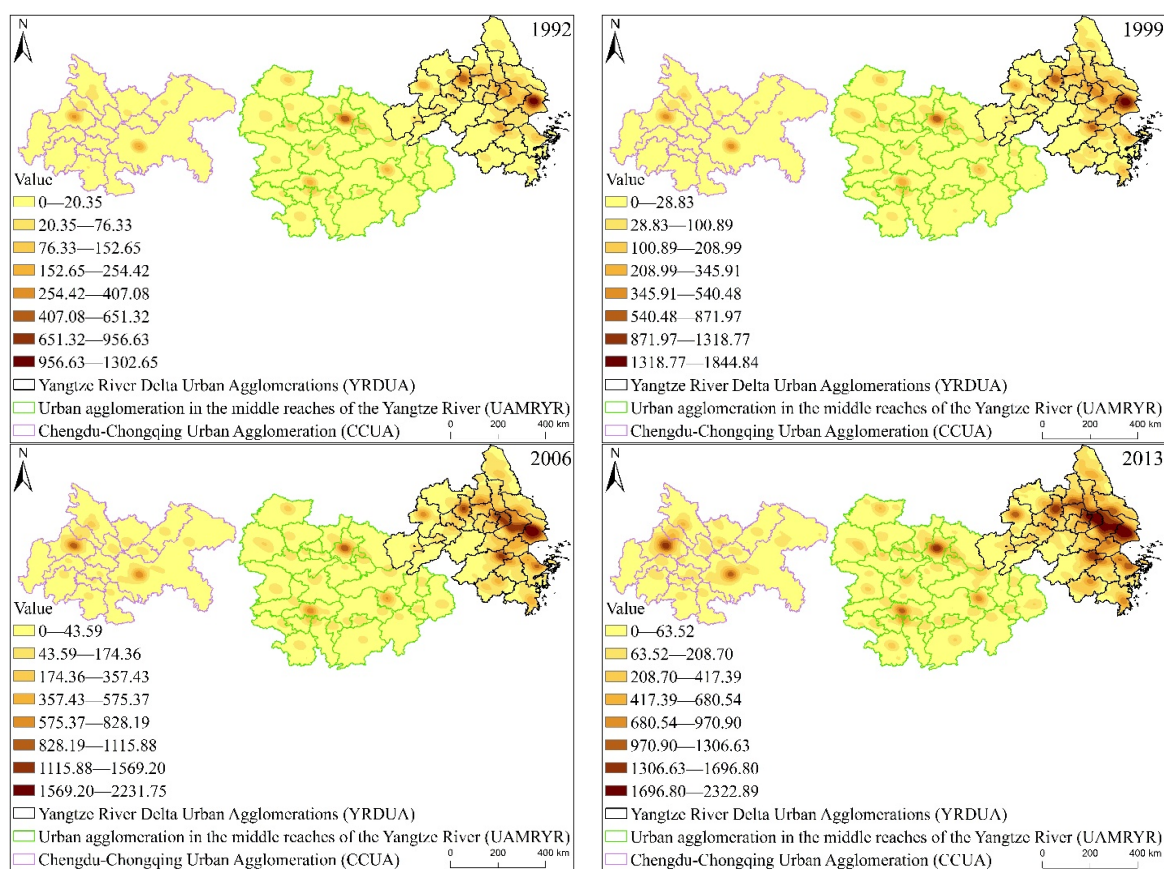 N
1992
Value
0—20.35
20.35—76.33
76.33—152.65
152.65—254.42
254.42—407.08
407.08—651.32
651.32—956.63
956.63—1302.65
Yangtze River Delta Urban Agglomerations (YRDUA)
Urban agglomeration in the middle reaches of the Yangtze River (UAMRYR)
Chengdu-Chongqing Urban Agglomeration (CCUA)
0 200 400 km
N
1999
Value
0—28.83
28.83—100.89
100.89—208.99
208.99—345.91
345.91—540.48
540.48—871.97
871.97—1318.77
1318.77—1844.84
Yangtze River Delta Urban Agglomerations (YRDUA)
Urban agglomeration in the middle reaches of the Yangtze River (UAMRYR)
Chengdu-Chongqing Urban Agglomeration (CCUA)
0 200 400 km
N
2006
Value
0—43.59
43.59—174.36
174.36—357.43
357.43—575.37
575.37—828.19
828.19—1115.88
1115.88—1569.20
1569.20—2231.75
Yangtze River Delta Urban Agglomerations (YRDUA)
Urban agglomeration in the middle reaches of the Yangtze River (UAMRYR)
Chengdu-Chongqing Urban Agglomeration (CCUA)
0 200 400 km
N
2013
Value
0—63.52
63.52—208.70
208.70—417.39
417.39—680.54
680.54—970.90
970.90—1306.63
1306.63—1696.80
1696.80—2322.89
Yangtze River Delta Urban Agglomerations (YRDUA)
Urban agglomeration in the middle reaches of the Yangtze River (UAMRYR)
Chengdu-Chongqing Urban Agglomeration (CCUA)
0 200 400 km